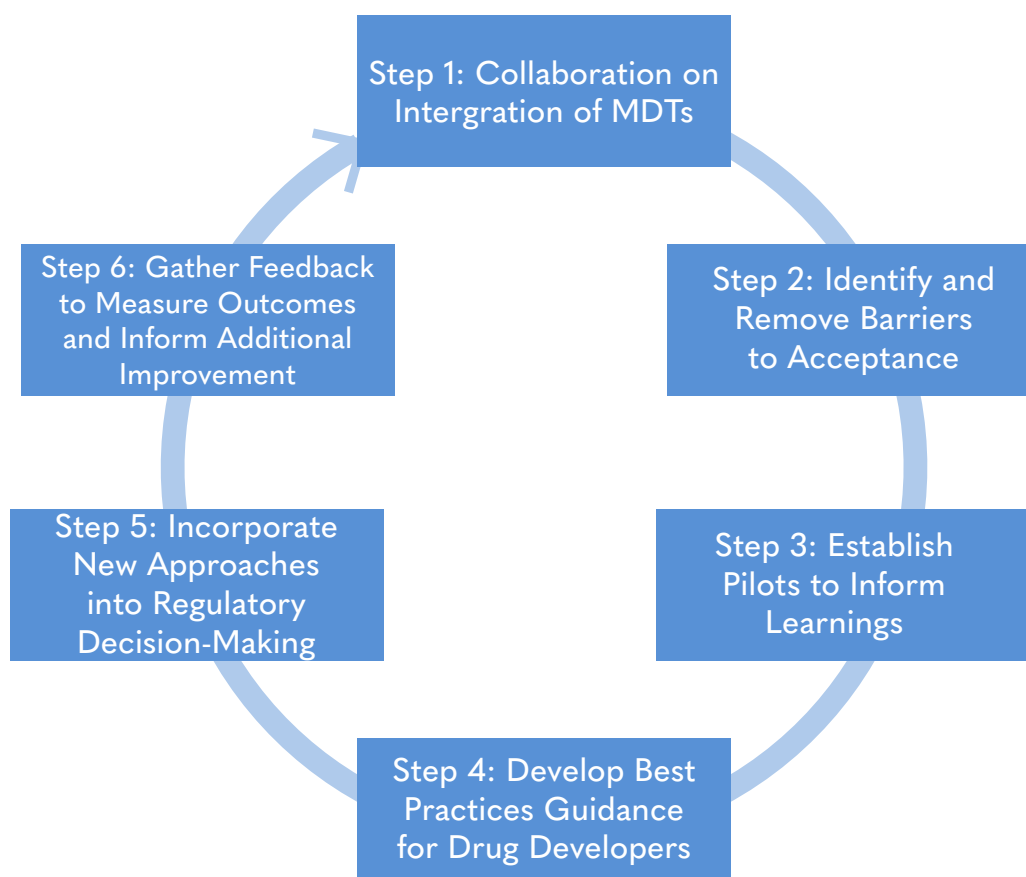 Step 1: Collaboration on
Intergration of MDTs
Step 2: Identify and
Remove Barriers
to Acceptance
Step 3: Establish
Pilots to Inform
Learnings
Step 4: Develop Best
Practices Guidance
for Drug Developers
Step 5: Incorporate
New Approaches
into Regulatory
Decision-Making
Step 6: Gather Feedback
to Measure Outcomes
and Inform Additional
Improvement